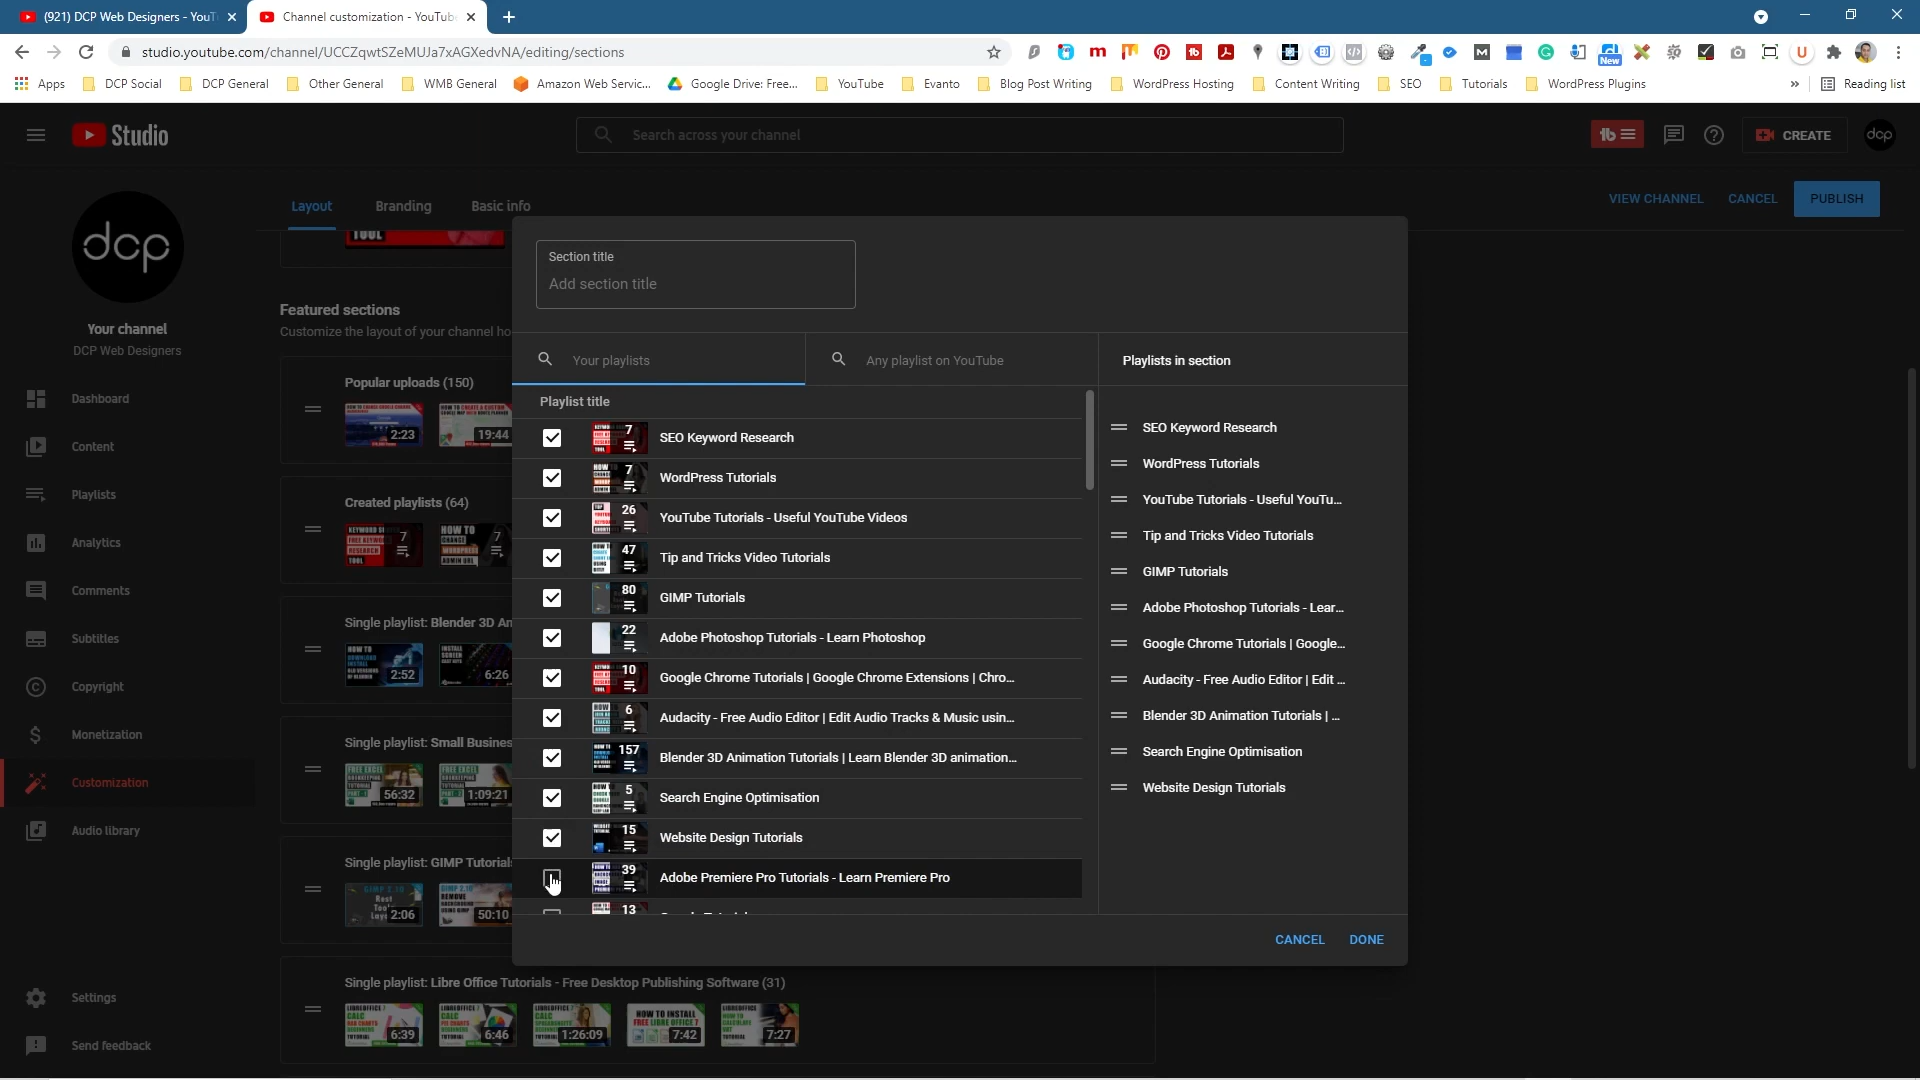 (921) DCP Web Designers - YouT
Channel customization - YouTube
studio.youtube.com/channel/UCCZqwtSZeMUJa7xAGXedvNA/editing/sections
New
Apps
DCP Social
DCP General
Other General
WMB General
Amazon Web Servic...
Google Drive: Free...
YouTube
Evanto
Blog Post Writing
WordPress Hosting
Content Writing
SEO
Tutorials
WordPress Plugins
»
Reading list
Studio
Search across your channel
CREATE
dcp
dcp
Your channel
DCP Web Designers
Dashboard
Content
Playlists
Analytics
Comments
Subtitles
Copyright
Monetization
Customization
Audio library
Settings
Send feedback
Layout
Branding
Basic info
VIEW CHANNEL
CANCEL
PUBLISH
TOOL
Featured sections
Customize the layout of your channel ho
Popular uploads (150)
2:23
19:44
Created playlists (64)
7
7
Single playlist: Blender 3D An
2:52
6:26
Single playlist: Small Busines
56:32
1:09:21
Single playlist: GIMP Tutorials
2:06
50:10
Single playlist: Libre Office Tutorials - Free Desktop Publishing Software (31)
6:39
6:46
1:26:09
7:42
7:27
Section title
Add section title
Your playlists
Any playlist on YouTube
Playlists in section
Playlist title
7
SEO Keyword Research
7
WordPress Tutorials
26
YouTube Tutorials - Useful YouTube Videos
47
Tip and Tricks Video Tutorials
80
GIMP Tutorials
22
Adobe Photoshop Tutorials - Learn Photoshop
10
Google Chrome Tutorials | Google Chrome Extensions | Chro...
6
Audacity - Free Audio Editor | Edit Audio Tracks & Music usin...
157
Blender 3D Animation Tutorials | Learn Blender 3D animation...
5
Search Engine Optimisation
15
Website Design Tutorials
39
Adobe Premiere Pro Tutorials - Learn Premiere Pro
13
SEO Keyword Research
WordPress Tutorials
YouTube Tutorials - Useful YouTu...
Tip and Tricks Video Tutorials
GIMP Tutorials
Adobe Photoshop Tutorials - Lear...
Google Chrome Tutorials | Google...
Audacity - Free Audio Editor | Edit ...
Blender 3D Animation Tutorials | ...
Search Engine Optimisation
Website Design Tutorials
CANCEL
DONE